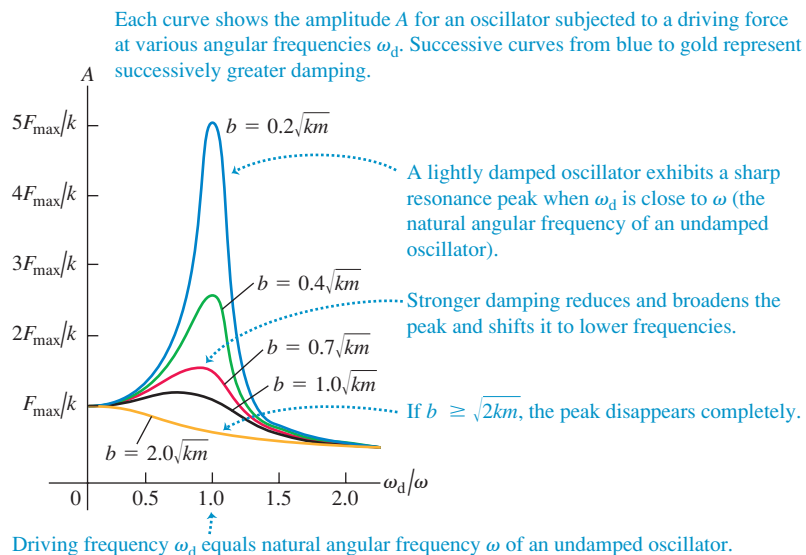 Each curve shows the amplitude A for an oscillator subjected to a driving force
at various angular frequencies ω_d. Successive curves from blue to gold represent
successively greater damping.
A
5F_max/k
b = 0.2√km
4F_max/k
A lightly damped oscillator exhibits a sharp
resonance peak when ω_d is close to ω (the
natural angular frequency of an undamped
oscillator).
3F_max/k
b = 0.4√km
Stronger damping reduces and broadens the
peak and shifts it to lower frequencies.
2F_max/k
b = 0.7√km
b = 1.0√km
F_max/k
If b ≥ √2km, the peak disappears completely.
b = 2.0√km
ω_d/ω
0 0.5 1.0 1.5 2.0
Driving frequency ω_d equals natural angular frequency ω of an undamped oscillator.